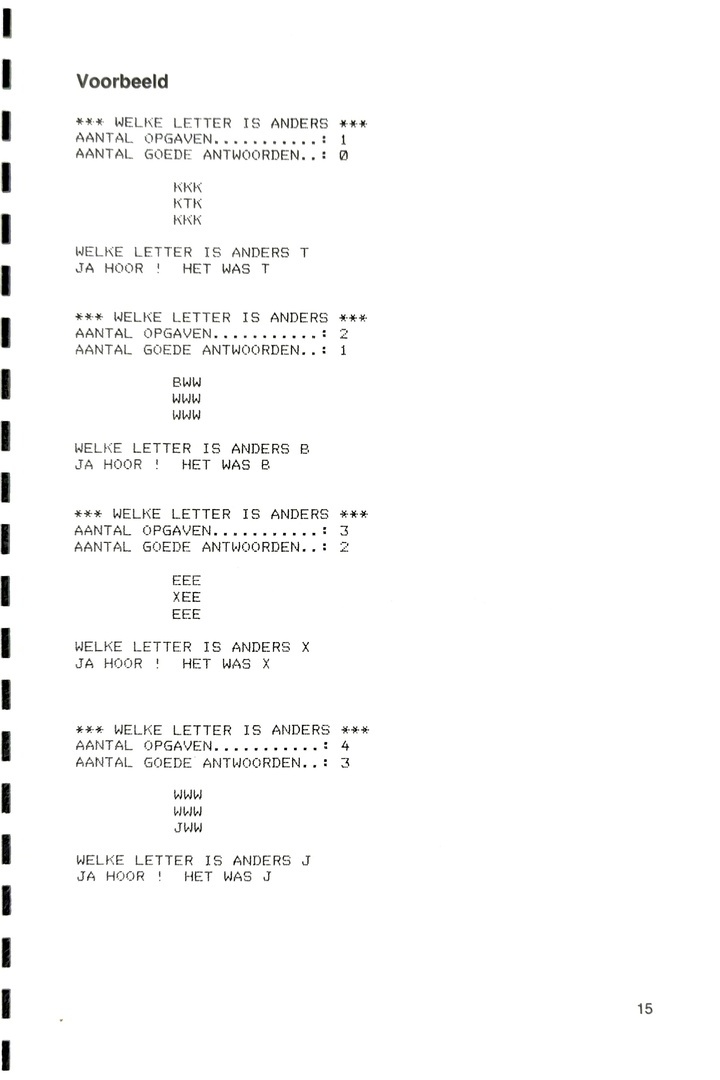 Voorbeeld
*** WELKE LETTER IS ANDERS ***
AANTAL OPGAVEN...........: 1
AANTAL GOEDE ANTWOORDEN..: 0
KKK
KTK
KKK
WELKE LETTER IS ANDERS T
JA HOOR ! HET WAS T
*** WELKE LETTER IS ANDERS ***
AANTAL OPGAVEN...........: 2
AANTAL GOEDE ANTWOORDEN..: 1
BWW
WWW
WWW
WELKE LETTER IS ANDERS B
JA HOOR ! HET WAS B
*** WELKE LETTER IS ANDERS ***
AANTAL OPGAVEN...........: 3
AANTAL GOEDE ANTWOORDEN..: 2
EEE
XEE
EEE
WELKE LETTER IS ANDERS X
JA HOOR ! HET WAS X
*** WELKE LETTER IS ANDERS ***
AANTAL OPGAVEN...........: 4
AANTAL GOEDE ANTWOORDEN..: 3
WWW
WWW
JWW
WELKE LETTER IS ANDERS J
JA HOOR ! HET WAS J
15